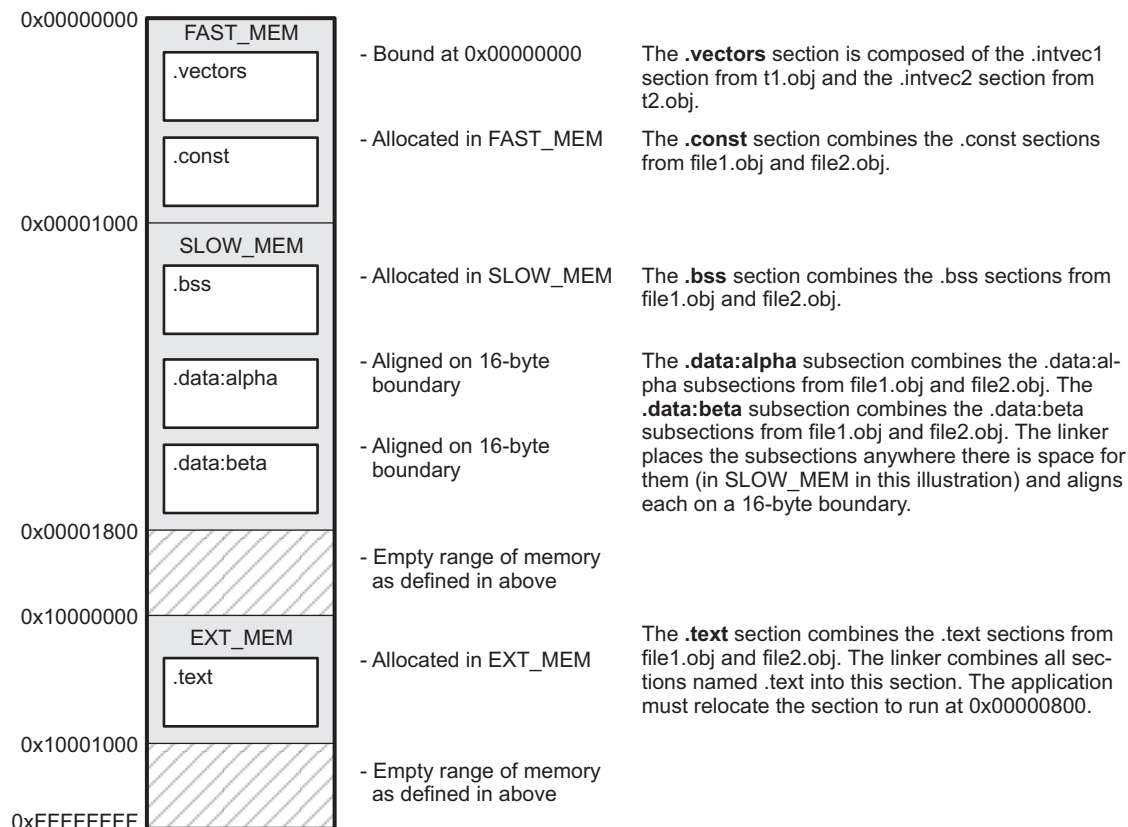 0x00000000
FAST_MEM
.vectors
- Bound at 0x00000000
The .vectors section is composed of the .intvec1
section from t1.obj and the .intvec2 section from
t2.obj.
.const
- Allocated in FAST_MEM
The .const section combines the .const sections
from file1.obj and file2.obj.
0x00001000
SLOW_MEM
.bss
- Allocated in SLOW_MEM
The .bss section combines the .bss sections from
file1.obj and file2.obj.
.data:alpha
- Aligned on 16-byte
boundary
The .data:alpha subsection combines the .data:al-
pha subsections from file1.obj and file2.obj. The
.data:beta subsection combines the .data:beta
subsections from file1.obj and file2.obj. The linker
places the subsections anywhere there is space for
them (in SLOW_MEM in this illustration) and aligns
each on a 16-byte boundary.
.data:beta
- Aligned on 16-byte
boundary
0x00001800
- Empty range of memory
as defined in above
0x10000000
EXT_MEM
.text
- Allocated in EXT_MEM
The .text section combines the .text sections from
file1.obj and file2.obj. The linker combines all sec-
tions named .text into this section. The application
must relocate the section to run at 0x00000800.
0x10001000
- Empty range of memory
as defined in above
0xFFFFFFFF